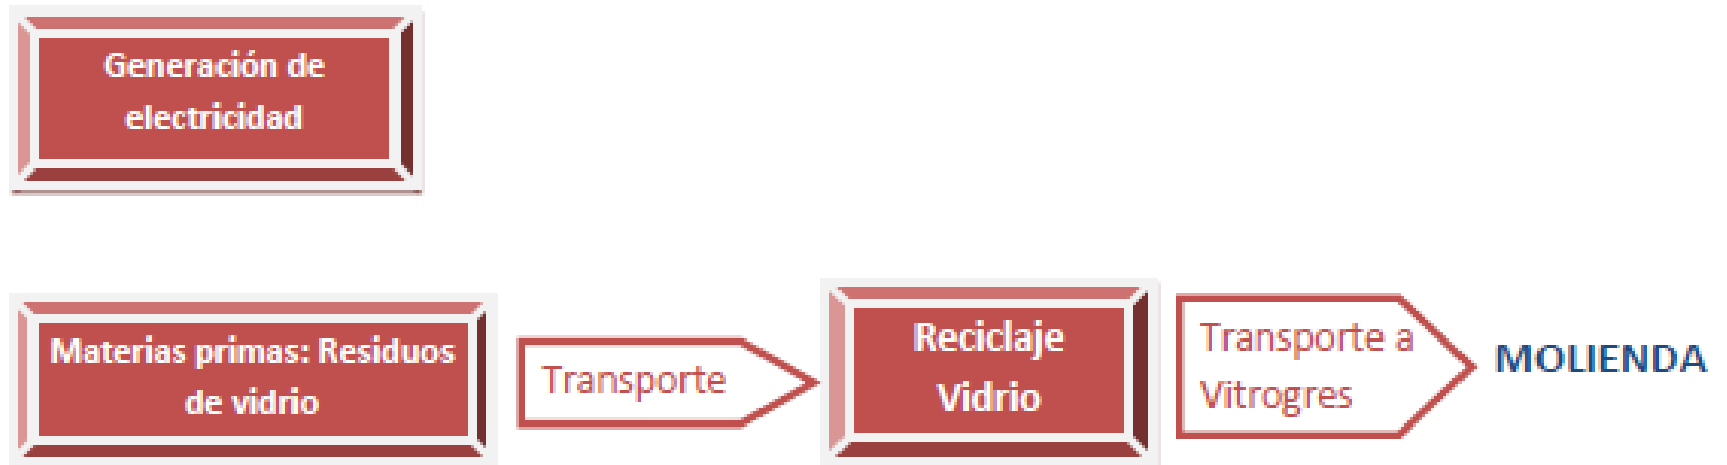 Generación de
electricidad
Materias primas: Residuos
de vidrio
Transporte
Reciclaje
Vidrio
Transporte a
Vitrogres
MOLIENDA